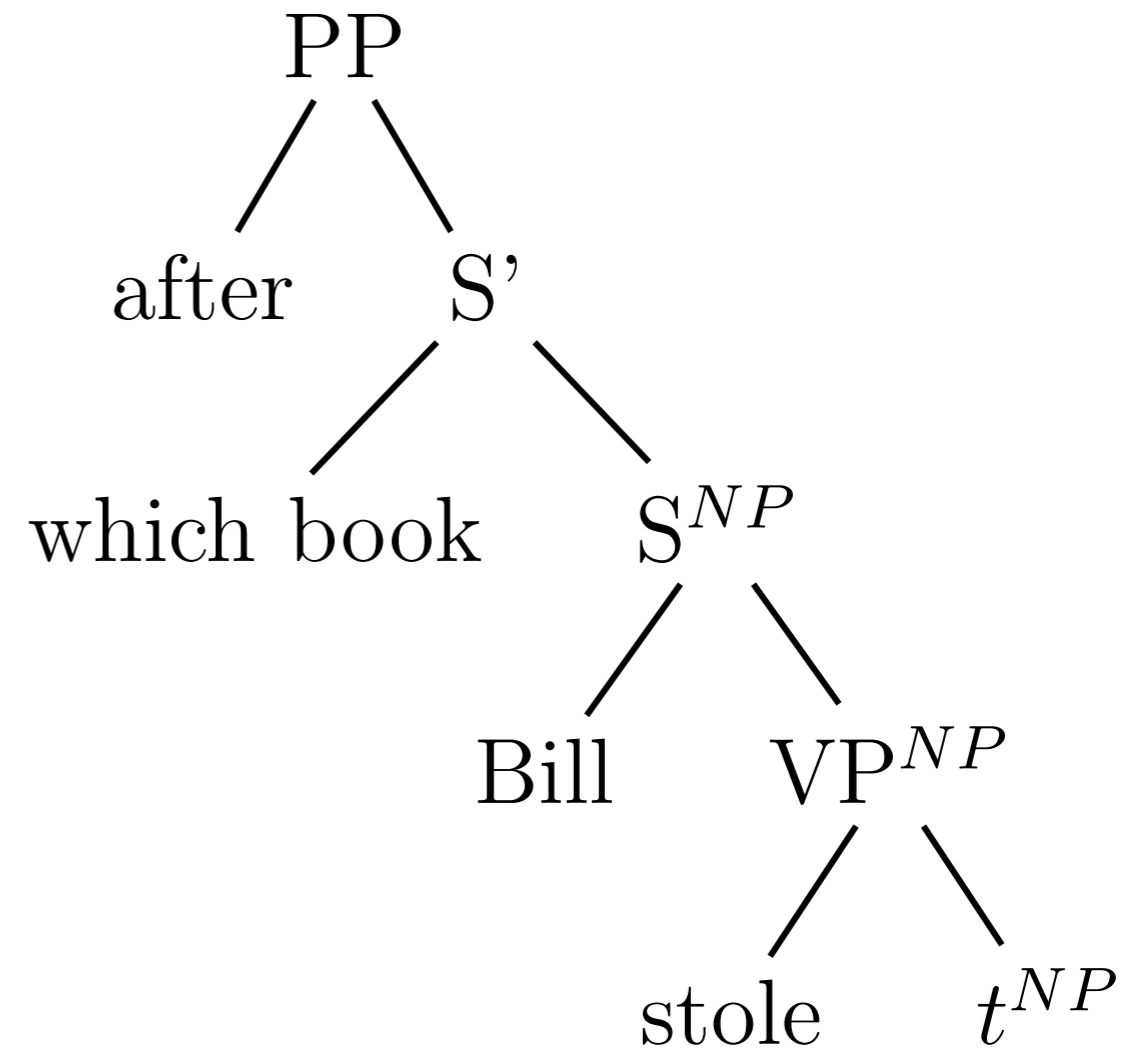 PP
after S’
which book S^{NP}
Bill VP^{NP}
stole t^{NP}